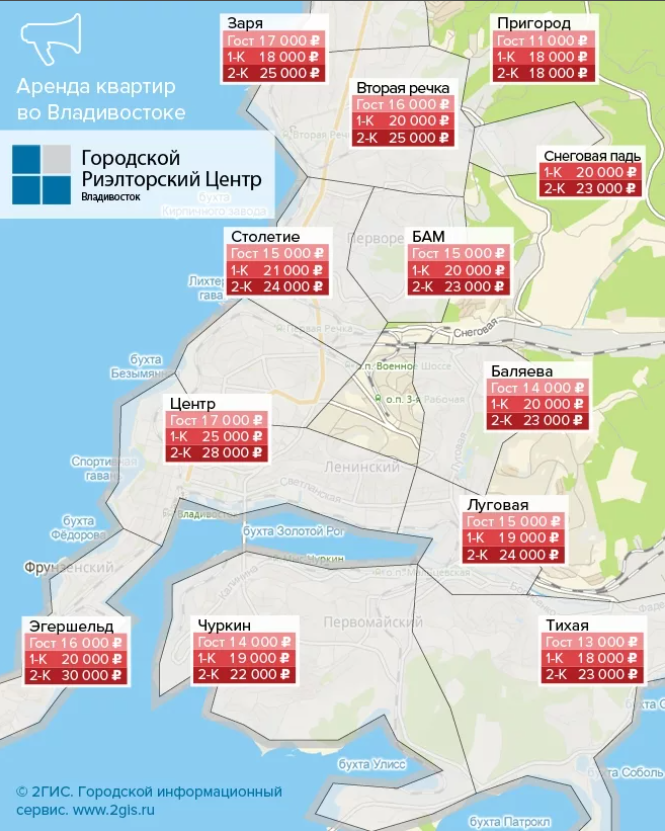 Аренда квартир
во Владивостоке
Городской
Риэлторский Центр
Владивосток
Заря
Гост 17 000 ₽
1-К 18 000 ₽
2-К 25 000 ₽
Пригород
Гост 11 000 ₽
1-К 18 000 ₽
2-К 18 000 ₽
Вторая речка
Гост 16 000 ₽
1-К 20 000 ₽
2-К 25 000 ₽
Вторая Реч
Снеговая падь
1-К 20 000 ₽
2-К 23 000 ₽
бухта
Кирпичного завода
Столетие
Гост 15 000 ₽
1-К 21 000 ₽
2-К 24 000 ₽
Перворе
БАМ
Гост 15 000 ₽
1-К 20 000 ₽
2-К 23 000 ₽
Лихтер
гава
Первая Речка
Снеговая
бухта
Безымянн
о.п. Военное Шоссе
о.п. 3-я Рабочая
Баляева
Гост 14 000 ₽
1-К 20 000 ₽
2-К 23 000 ₽
Центр
Гост 17 000 ₽
1-К 25 000 ₽
2-К 28 000 ₽
Луговая
Ленинский
Спортивная
гавань
Светланская
Владивос
Луговая
Гост 15 000 ₽
1-К 19 000 ₽
2-К 24 000 ₽
бухта
Фёдорова
бухта Золотой Рог
Чуркин
Фрунзенский
Калинина
Первомайский
Эгершельд
Гост 16 000 ₽
1-К 20 000 ₽
2-К 30 000 ₽
Чуркин
Гост 14 000 ₽
1-К 19 000 ₽
2-К 22 000 ₽
Тихая
Гост 13 000 ₽
1-К 18 000 ₽
2-К 23 000 ₽
бухта Улисс
бухта Соболь
© 2ГИС. Городской информационный
сервис. www.2gis.ru
бухта Патрокл